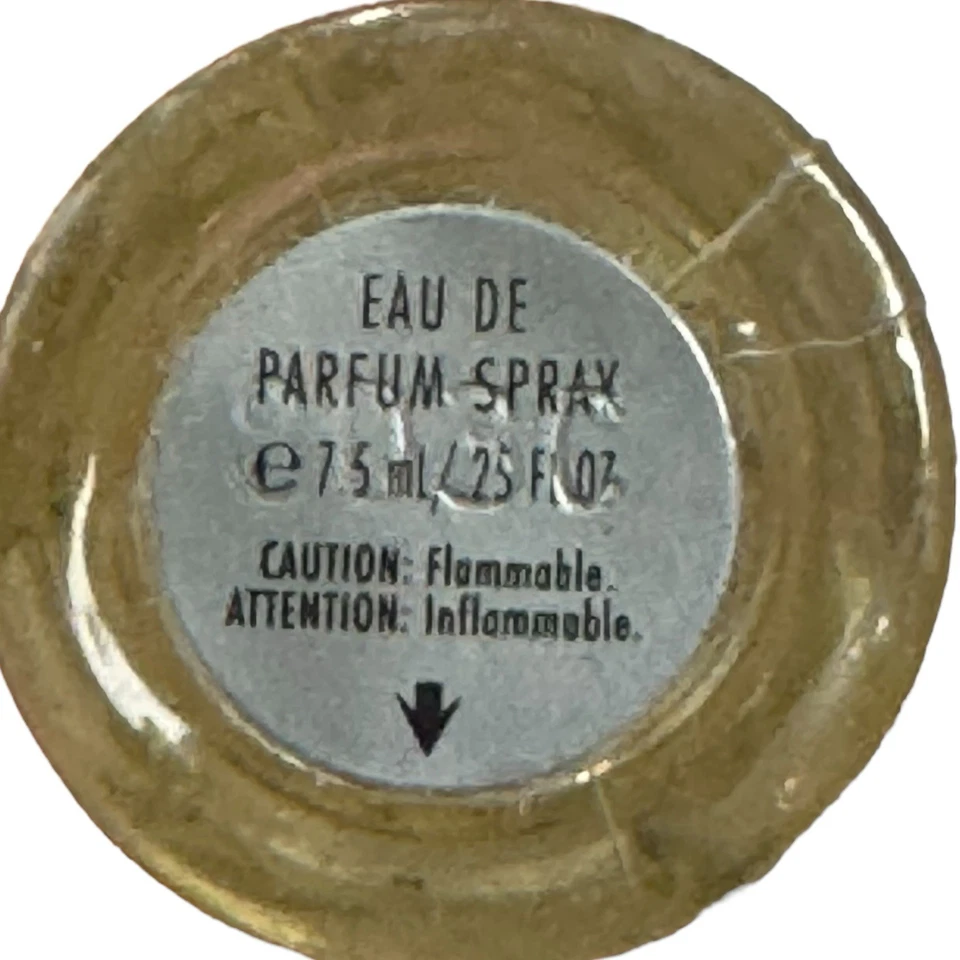 EAU DE
PARFUM SPRAY
e 7.5 mL/.25 FL OZ
CAUTION: Flammable.
ATTENTION: Inflammable.